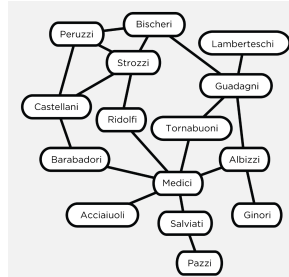 Bischeri
Peruzzi
Lamberteschi
Strozzi
Guadagni
Castellani
Ridolfi
Tornabuoni
Barabadori
Albizzi
Medici
Acciaiuoli
Salviati
Ginori
Pazzi